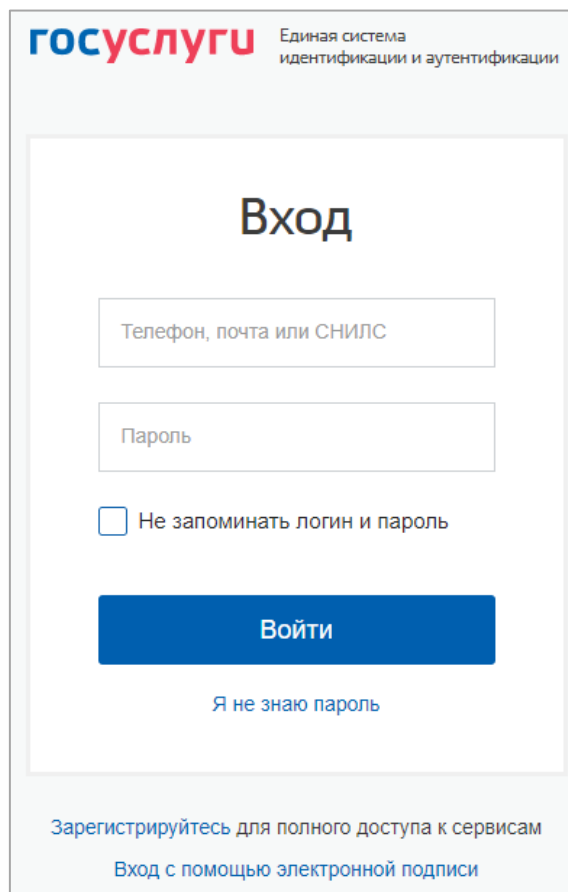 госуслуги
Единая система
идентификации и аутентификации
Вход
Телефон, почта или СНИЛС
Пароль
Не запоминать логин и пароль
Войти
Я не знаю пароль
Зарегистрируйтесь для полного доступа к сервисам
Вход с помощью электронной подписи